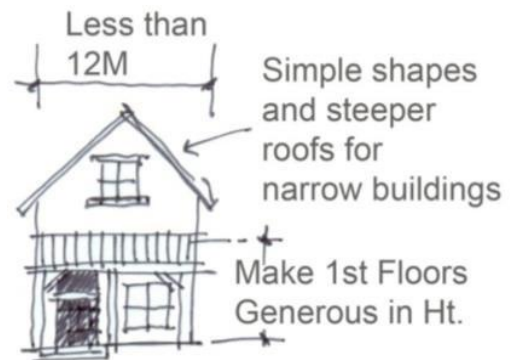 Less than
12M
Simple shapes
and steeper
roofs for
narrow buildings
Make 1st Floors
Generous in Ht.